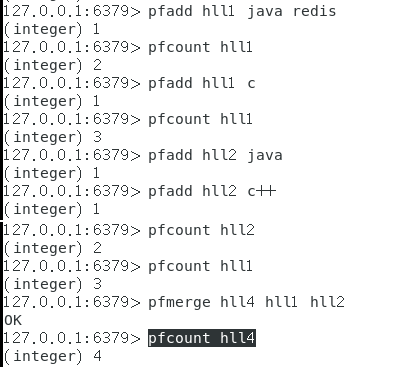 127.0.0.1:6379> pfadd hll1 java redis
(integer) 1
127.0.0.1:6379> pfcount hll1
(integer) 2
127.0.0.1:6379> pfadd hll1 c
(integer) 1
127.0.0.1:6379> pfcount hll1
(integer) 3
127.0.0.1:6379> pfadd hll2 java
(integer) 1
127.0.0.1:6379> pfadd hll2 c++
(integer) 1
127.0.0.1:6379> pfcount hll2
(integer) 2
127.0.0.1:6379> pfcount hll1
(integer) 3
127.0.0.1:6379> pfmerge hll4 hll1 hll2
OK
127.0.0.1:6379> pfcount hll4
(integer) 4